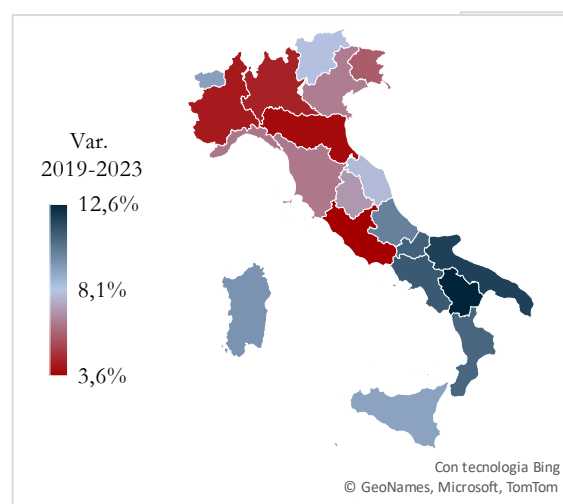 Var.
2019-2023
12,6%
8,1%
3,6%
Con tecnologia Bing
© GeoNames, Microsoft, TomTom